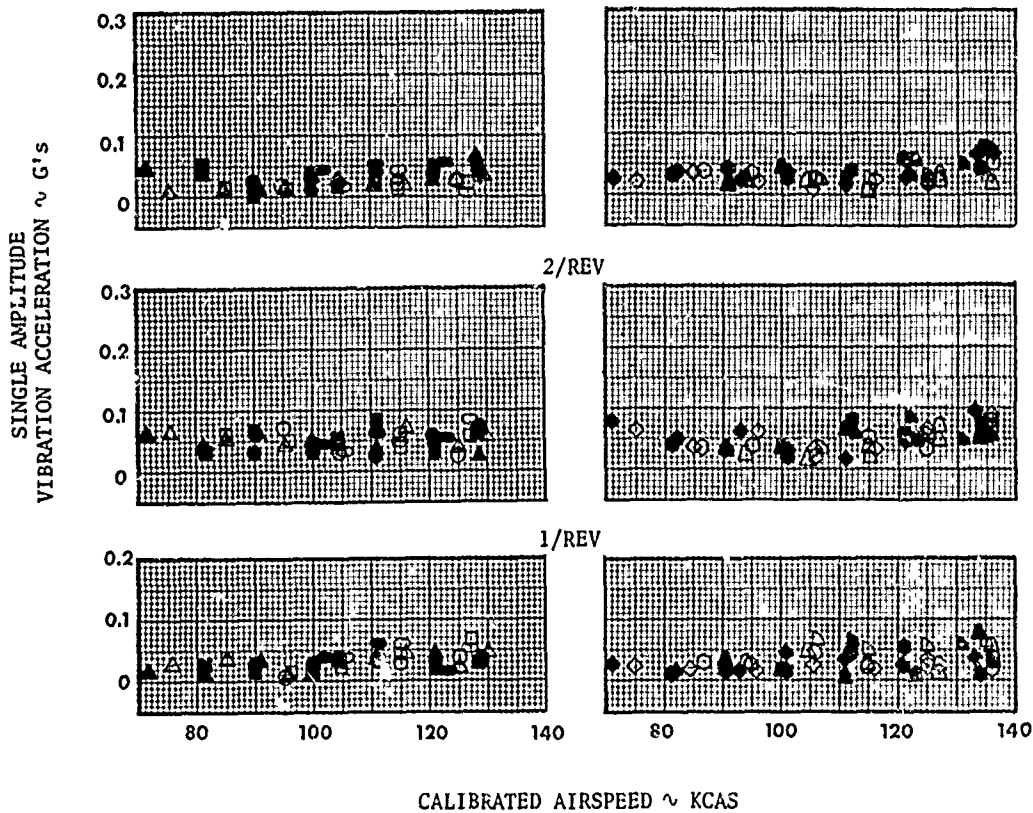 0.3
0.2
0.1
0
2/REV
0.3
0.2
0.1
0
1/REV
0.2
0.1
0
80 100 120 140 80 100 120 140
SINGLE AMPLITUDE
VIBRATION ACCELERATION ∿ G's
CALIBRATED AIRSPEED ∿ KCAS